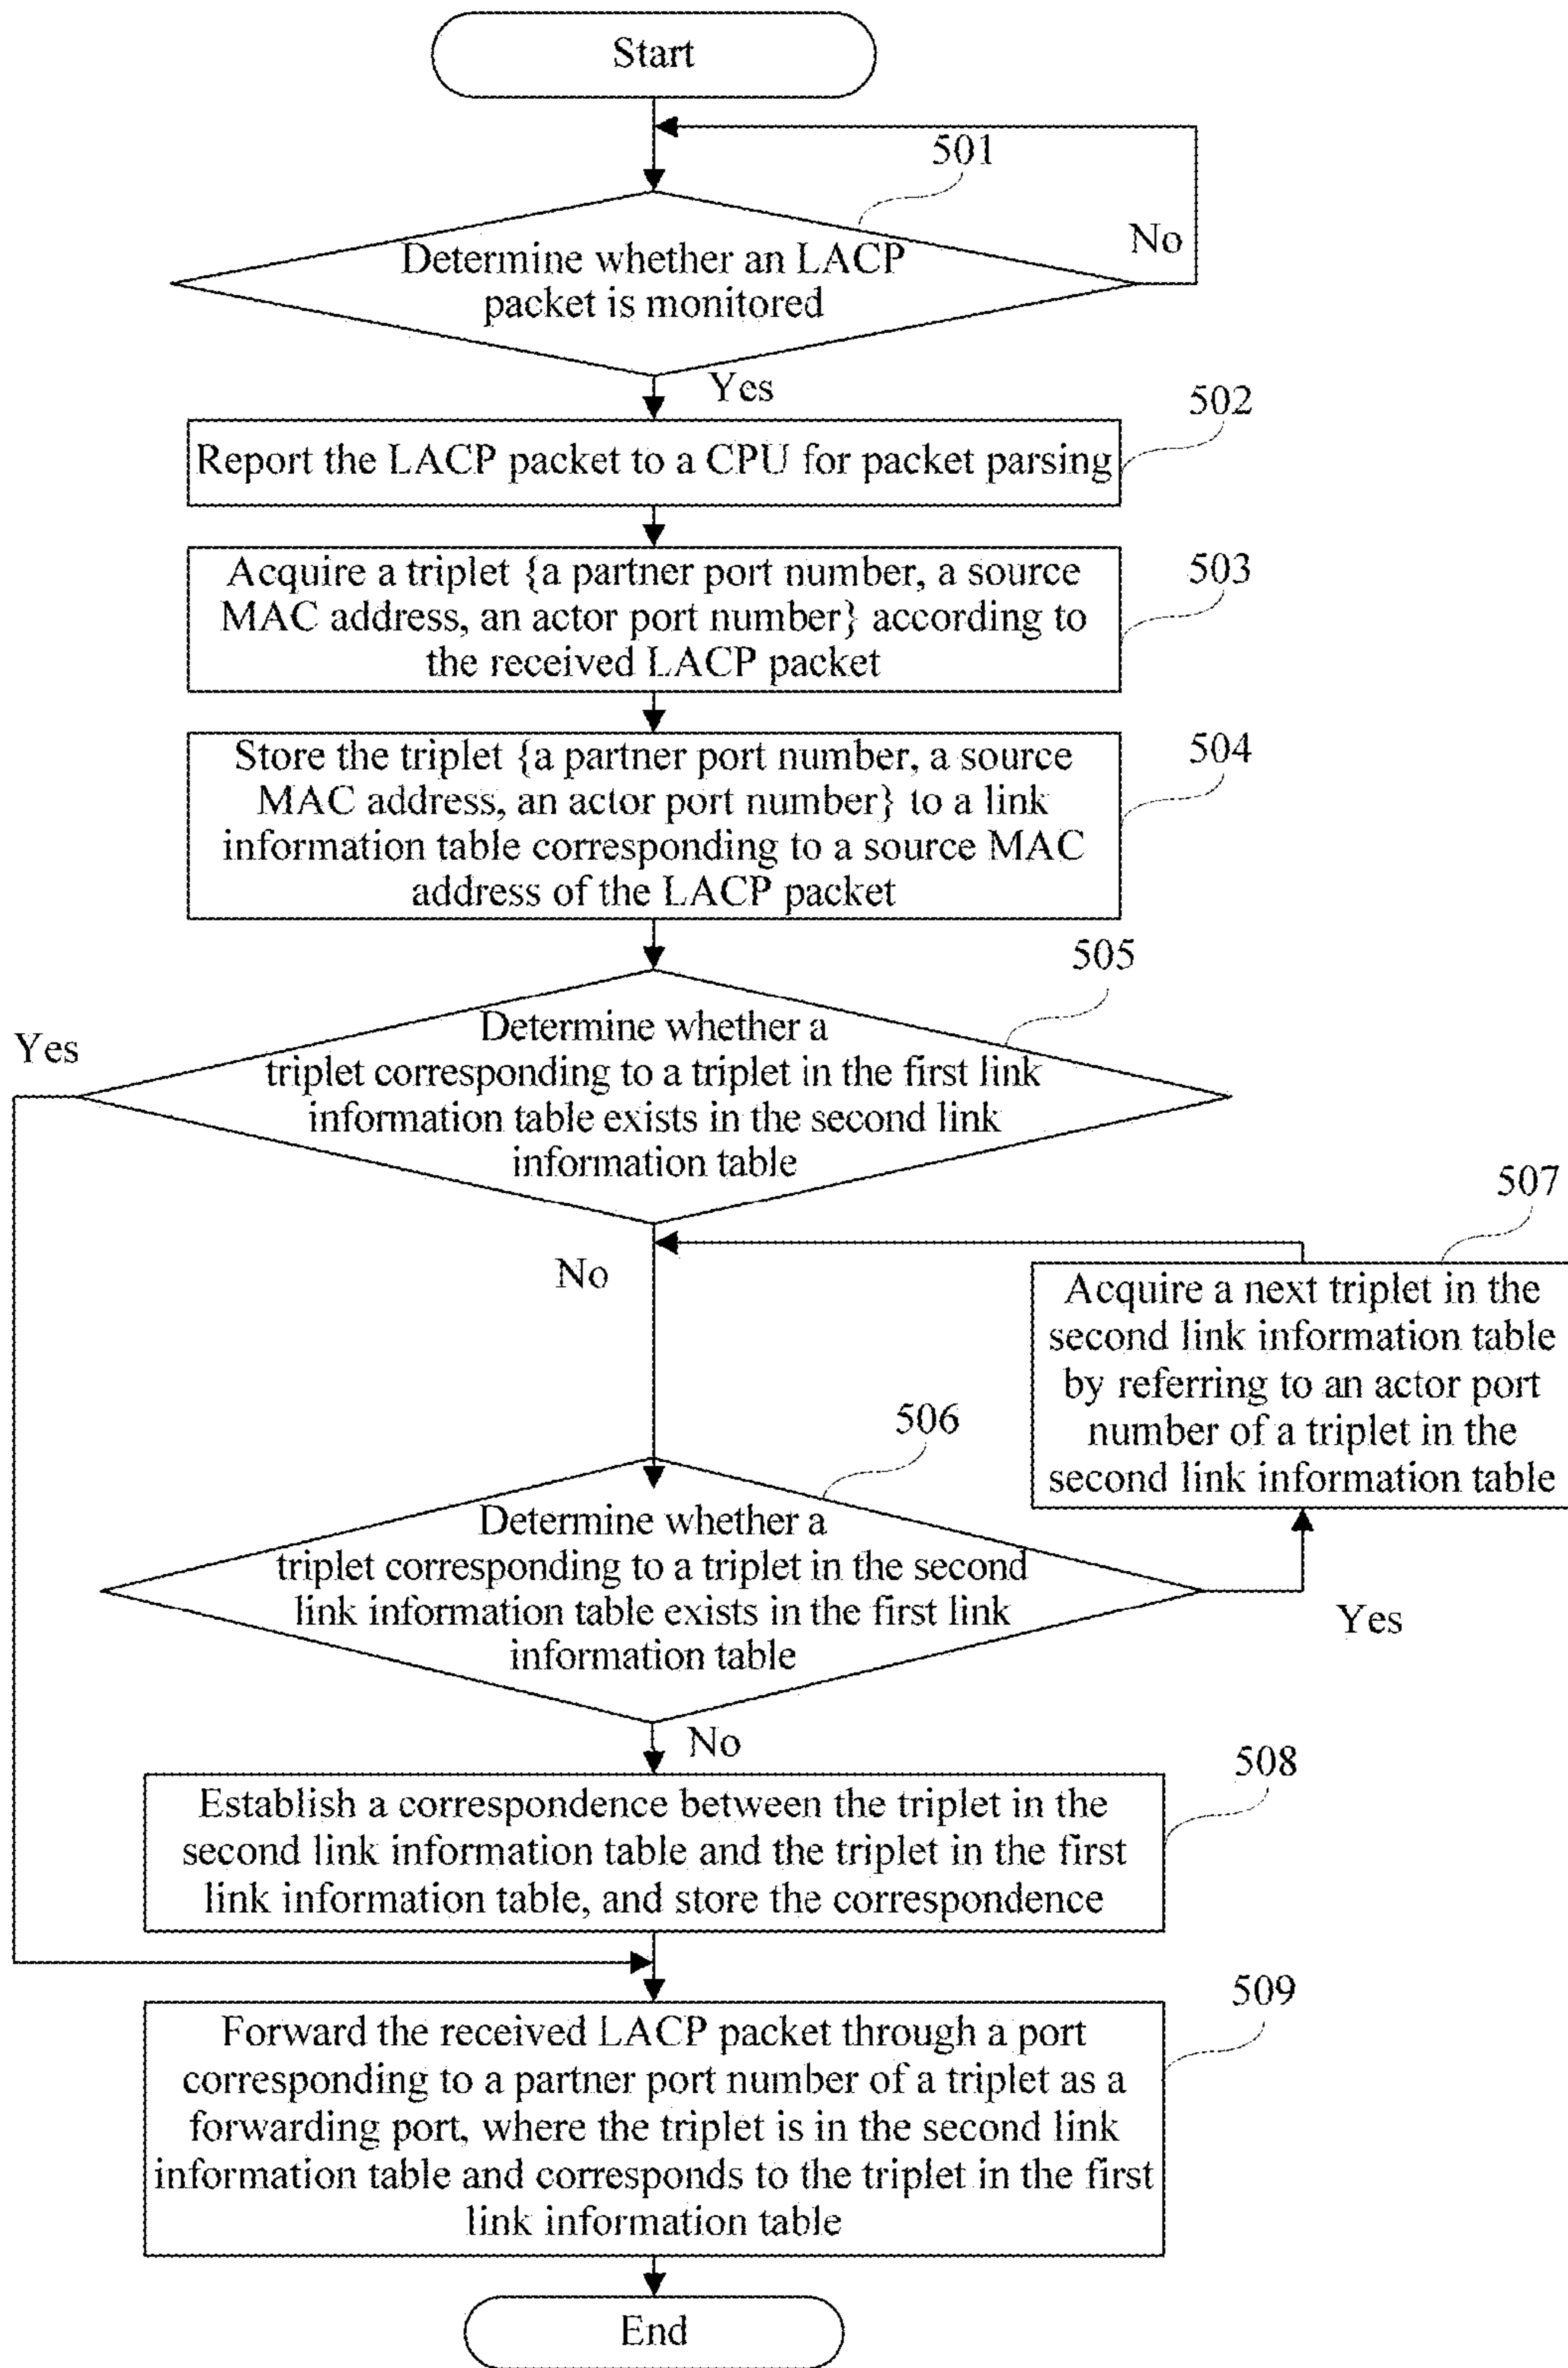 Start
501
No
Determine whether an LACP
packet is monitored
Yes
502
Report the LACP packet to a CPU for packet parsing
503
Acquire a triplet {a partner port number, a source
MAC address, an actor port number} according to
the received LACP packet
504
Store the triplet {a partner port number, a source
MAC address, an actor port number} to a link
information table corresponding to a source MAC
address of the LACP packet
505
Yes
Determine whether a
triplet corresponding to a triplet in the first link
information table exists in the second link
information table
No
507
Acquire a next triplet in the
second link information table
by referring to an actor port
number of a triplet in the
second link information table
506
Determine whether a
triplet corresponding to a triplet in the second
link information table exists in the first link
information table
Yes
No
508
Establish a correspondence between the triplet in the
second link information table and the triplet in the first
link information table, and store the correspondence
509
Forward the received LACP packet through a port
corresponding to a partner port number of a triplet as a
forwarding port, where the triplet is in the second link
information table and corresponds to the triplet in the first
link information table
End